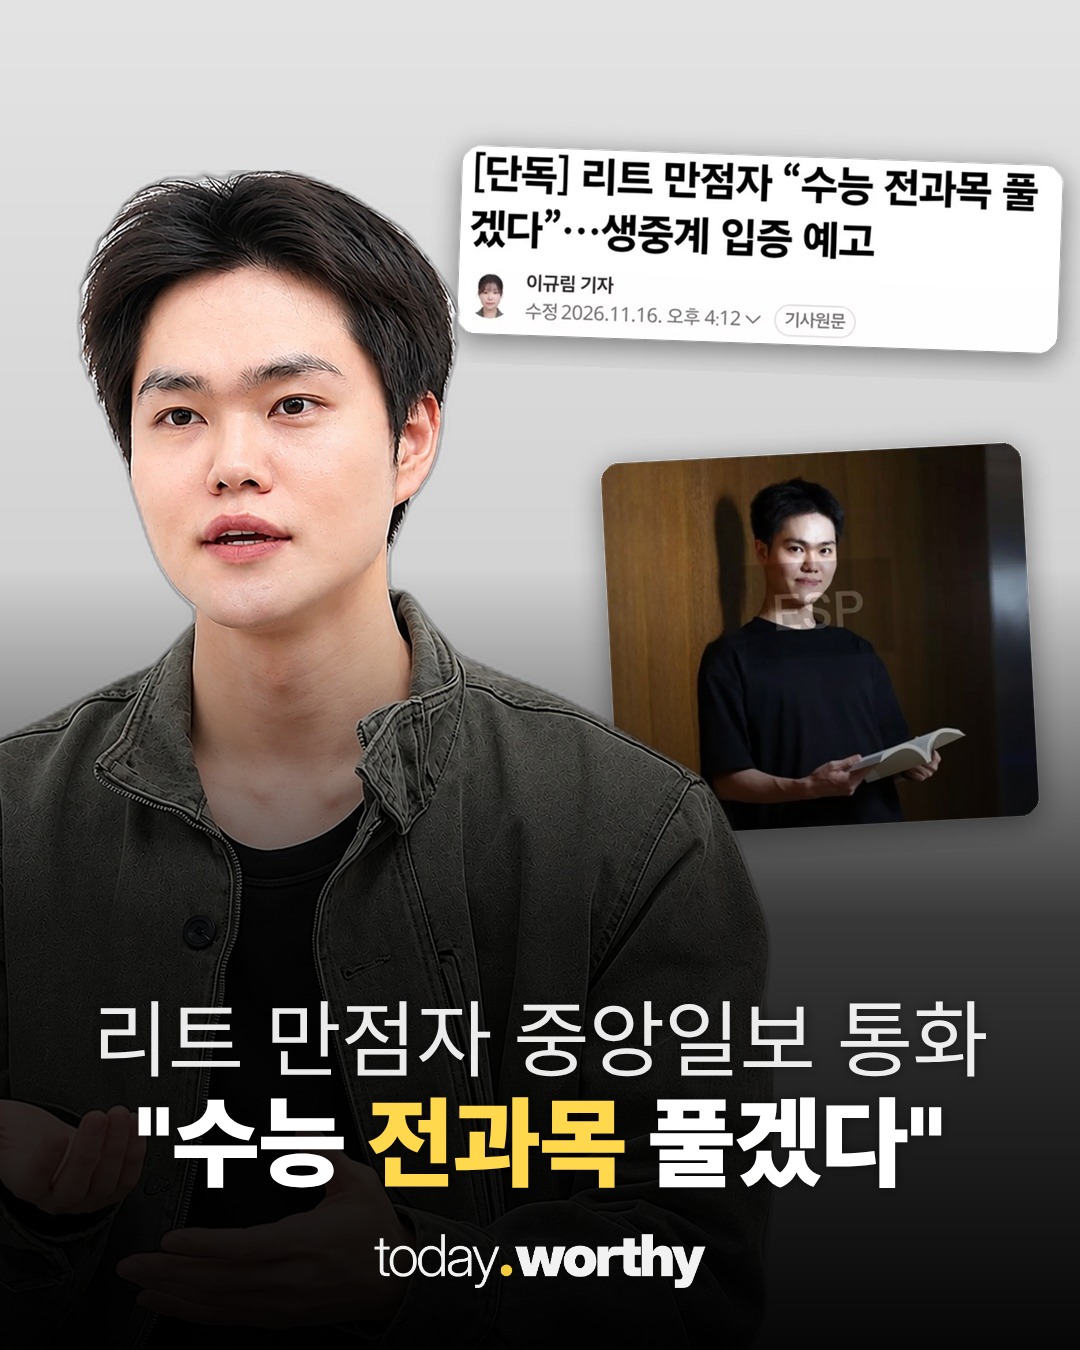 [단독] 리트 만점자 “수능 전과목 풀
겠다”…생중계 입증 예고
이규림 기자
수정 2026.11.16. 오후 4:12
기사원문
ESP
리트 만점자 중앙일보 통화
"수능 전과목 풀겠다"
today.worthy